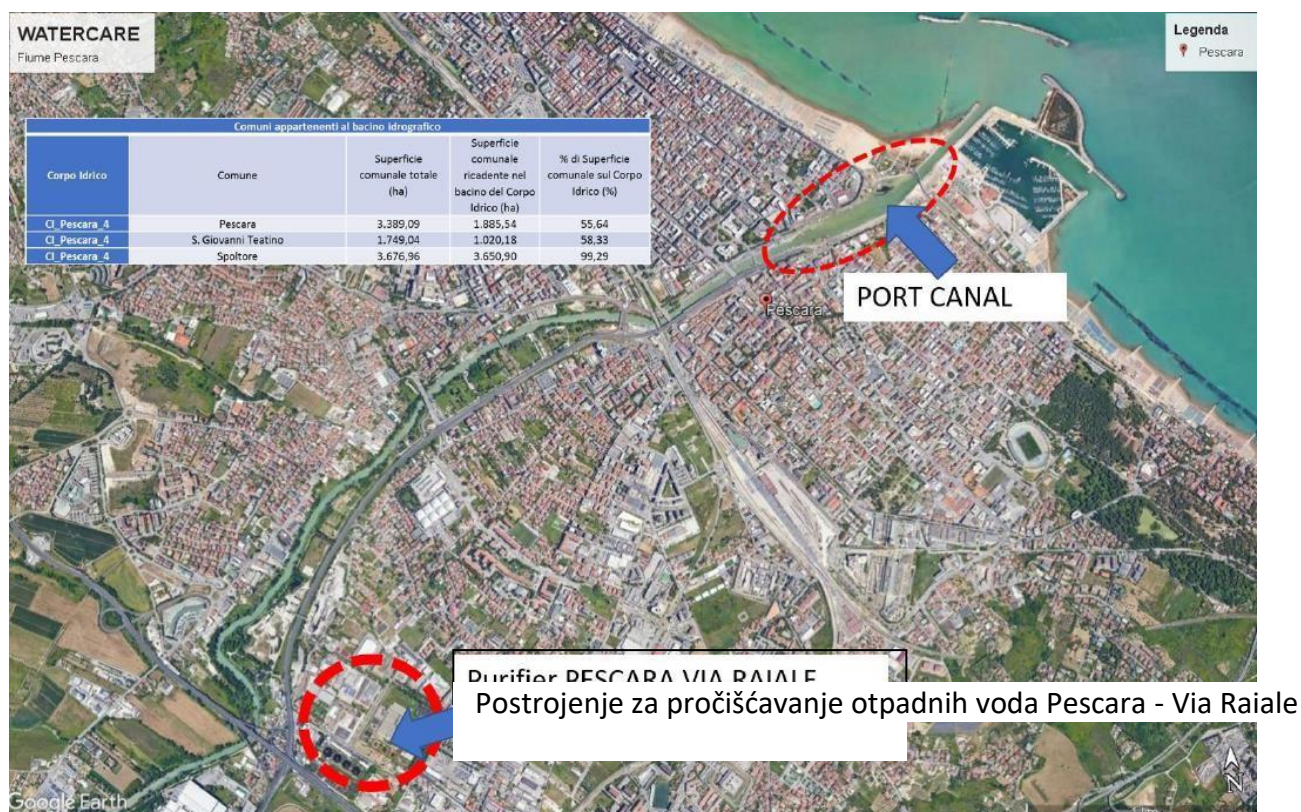 WATERCARE
Fiume Pescara
Legenda
Pescara
Comuni appartenenti al bacino idrografico
Corpo Idrico
Comune
Superficie
comunale totale
(ha)
Superficie
comunale
ricadente nel
bacino del Corpo
Idrico (ha)
% di Superficie
comunale sul Corpo
Idrico (%)
CI_Pescara_4 Pescara 3.389,09 1.885,54 55,64
CI_Pescara_4 S. Giovanni Teatino 1.749,04 1.020,18 58,33
CI_Pescara_4 Spoltore 3.676,96 3.650,90 99,29
PORT CANAL
Pescara
Purifier PESCARA VIA RAIALE
Postrojenje za pročišćavanje otpadnih voda Pescara - Via Raiale
Google Earth
N